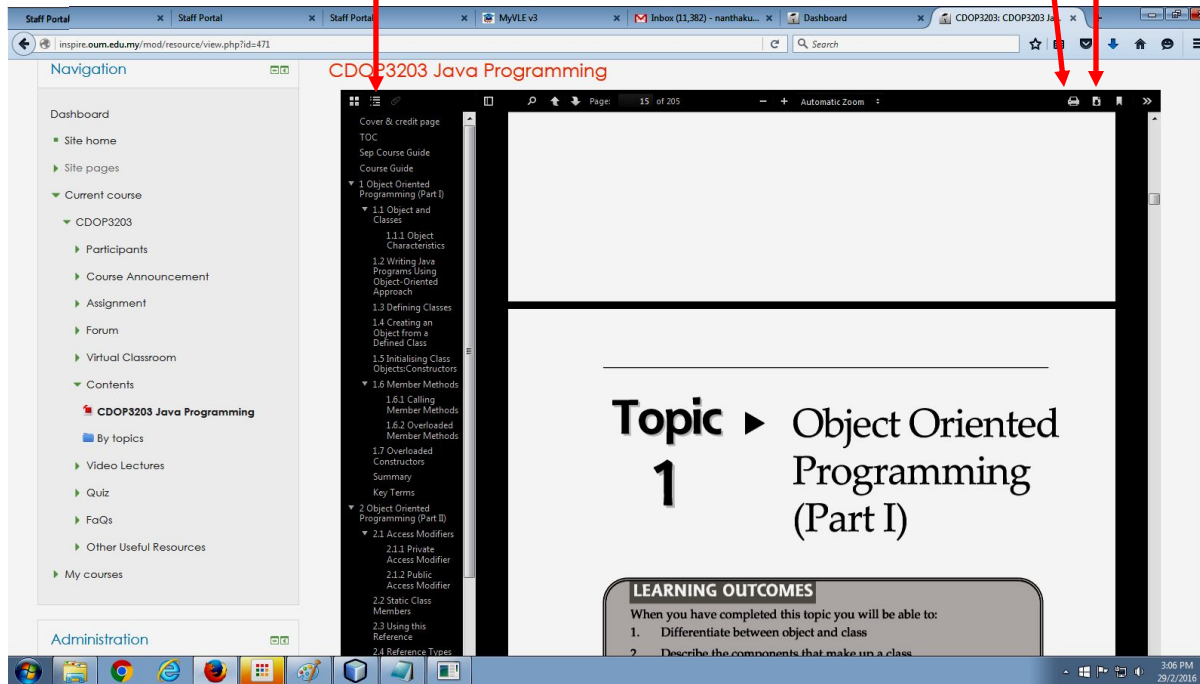 Staff Portal
Staff Portal
Staff Portal
MyVLE v3
Inbox (11,382) - nanthaku...
Dashboard
CDOP3203: CDOP3203 Ja...
inspire.oum.edu.my/mod/resource/view.php?id=471
Search
Navigation
Dashboard
Site home
Site pages
Current course
CDOP3203
Participants
Course Announcement
Assignment
Forum
Virtual Classroom
Contents
CDOP3203 Java Programming
By topics
Video Lectures
Quiz
FaQs
Other Useful Resources
My courses
Administration
CDOP3203 Java Programming
Page: 15 of 205
Automatic Zoom
Cover & credit page
TOC
Sep Course Guide
Course Guide
1 Object Oriented
Programming (Part I)
1.1 Object and
Classes
1.1.1 Object
Characteristics
1.2 Writing Java
Programs Using
Object-Oriented
Approach
1.3 Defining Classes
1.4 Creating an
Object from a
Defined Class
1.5 Initialising Class
Objects:Constructors
1.6 Member Methods
1.6.1 Calling
Member Methods
1.6.2 Overloaded
Member Methods
1.7 Overloaded
Constructors
Summary
Key Terms
2 Object Oriented
Programming (Part II)
2.1 Access Modifiers
2.1.1 Private
Access Modifier
2.1.2 Public
Access Modifier
2.2 Static Class
Members
2.3 Using this
Reference
2.4 Reference Types
Topic
1
Object Oriented
Programming
(Part I)
LEARNING OUTCOMES
When you have completed this topic you will be able to:
1. Differentiate between object and class
2. Describe the components that make up a class
3:06 PM
29/2/2016